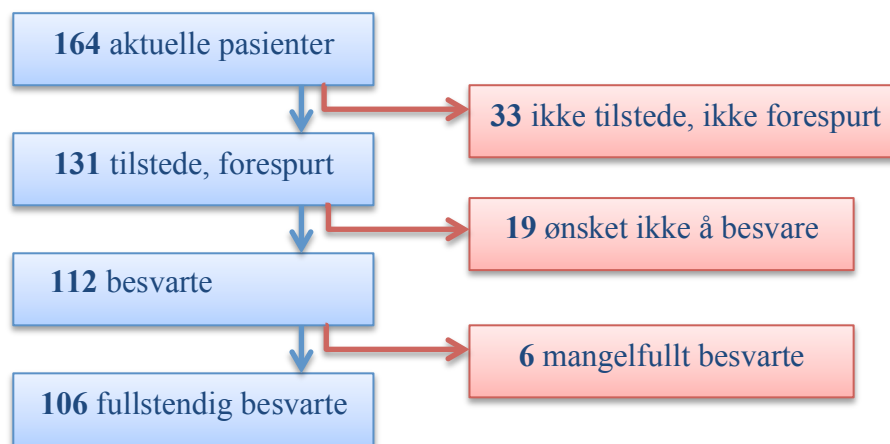 164 aktuelle pasienter
33 ikke tilstede, ikke forespurt
131 tilstede, forespurt
19 ønsket ikke å besvare
112 besvarte
6 mangelfullt besvarte
106 fullstendig besvarte